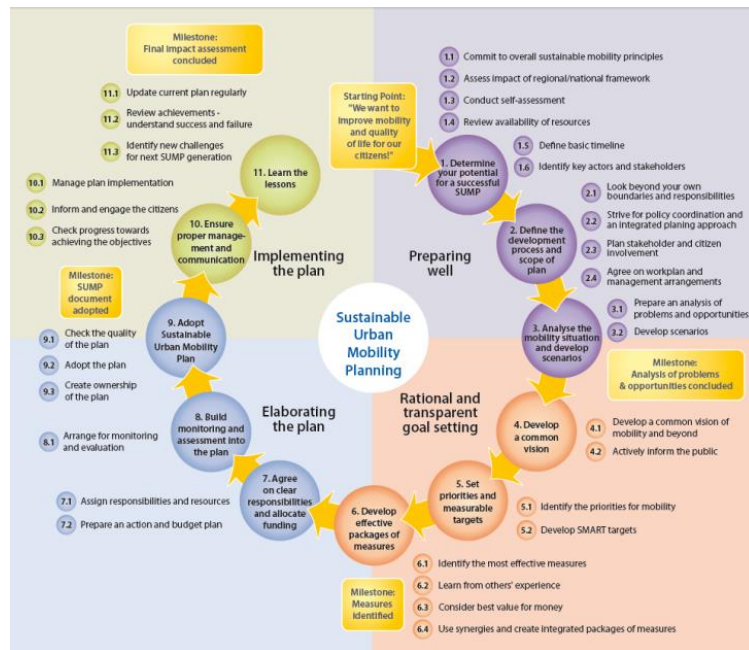 Milestone:
Final impact assessment
concluded
11.1 Update current plan regularly
11.2 Review achievements -
understand success and failure
11.3 Identify new challenges
for next SUMP generation
10.1 Manage plan implementation
10.2 Inform and engage the citizens
10.3 Check progress towards
achieving the objectives
11. Learn the
lessons
10. Ensure
proper manage-
ment and
communication
Implementing
the plan
Starting Point:
"We want to
improve mobility
and quality
of life for our
citizens!"
1.1 Commit to overall sustainable mobility principles
1.2 Assess impact of regional/national framework
1.3 Conduct self-assessment
1.4 Review availability of resources
1.5 Define basic timeline
1.6 Identify key actors and stakeholders
1. Determine
your potential
for a successful
SUMP
2.1 Look beyond your own
boundaries and responsibilities
2.2 Strive for policy coordination and
an integrated planing approach
2.3 Plan stakeholder and citizen
involvement
2.4 Agree on workplan and
management arrangements
2. Define the
development
process and
scope of
plan
Preparing
well
3.1 Prepare an analysis of
problems and opportunities
3.2 Develop scenarios
3. Analyse the
mobility situation
and develop
scenarios
Milestone:
Analysis of problems
& opportunities concluded
Sustainable
Urban
Mobility
Planning
Rational and
transparent
goal setting
4. Develop
a common
vision
4.1 Develop a common vision of
mobility and beyond
4.2 Actively inform the public
5. Set
priorities and
measurable
targets
5.1 Identify the priorities for mobility
5.2 Develop SMART targets
6. Develop
effective
packages of
measures
6.1 Identify the most effective measures
6.2 Learn from others' experience
6.3 Consider best value for money
6.4 Use synergies and create integrated packages of measures
Milestone:
Measures
identified
Elaborating
the plan
7. Agree
on clear
responsibilities
and allocate
funding
7.1 Assign responsibilities and resources
7.2 Prepare an action and budget plan
8. Build
monitoring and
assessment into
the plan
8.1 Arrange for monitoring
and evaluation
9. Adopt
Sustainable
Urban Mobility
Plan
9.1 Check the quality
of the plan
9.2 Adopt the plan
9.3 Create ownership
of the plan
Milestone:
SUMP
document
adopted